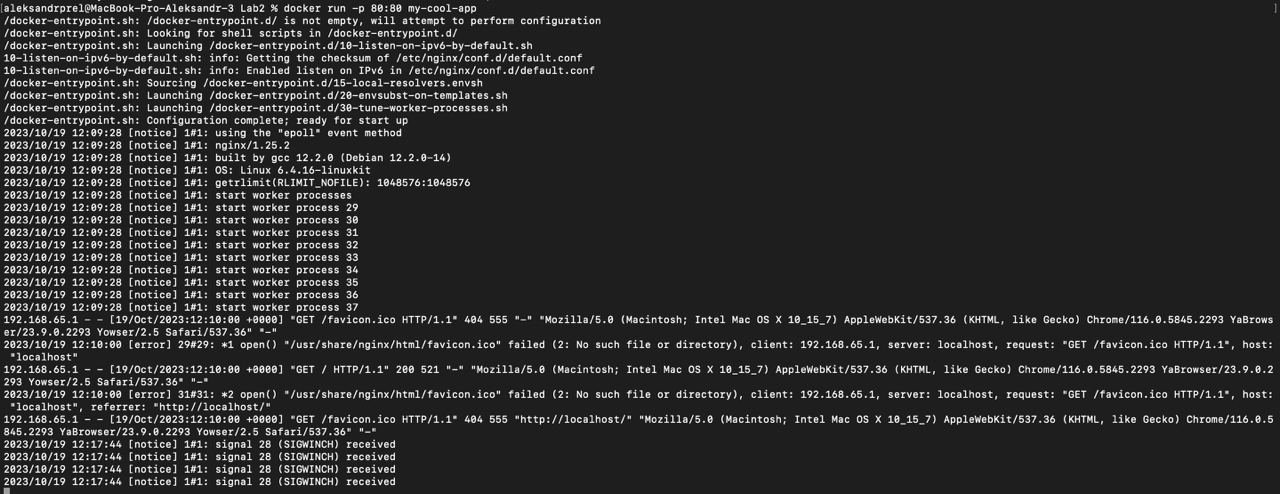 [aleksandrprel@MacBook-Pro-Aleksandr-3 Lab2 % docker run -p 80:80 my-cool-app ]
/docker-entrypoint.sh: /docker-entrypoint.d/ is not empty, will attempt to perform configuration
/docker-entrypoint.sh: Looking for shell scripts in /docker-entrypoint.d/
/docker-entrypoint.sh: Launching /docker-entrypoint.d/10-listen-on-ipv6-by-default.sh
10-listen-on-ipv6-by-default.sh: info: Getting the checksum of /etc/nginx/conf.d/default.conf
10-listen-on-ipv6-by-default.sh: info: Enabled listen on IPv6 in /etc/nginx/conf.d/default.conf
/docker-entrypoint.sh: Sourcing /docker-entrypoint.d/15-local-resolvers.envsh
/docker-entrypoint.sh: Launching /docker-entrypoint.d/20-envsubst-on-templates.sh
/docker-entrypoint.sh: Launching /docker-entrypoint.d/30-tune-worker-processes.sh
/docker-entrypoint.sh: Configuration complete; ready for start up
2023/10/19 12:09:28 [notice] 1#1: using the "epoll" event method
2023/10/19 12:09:28 [notice] 1#1: nginx/1.25.2
2023/10/19 12:09:28 [notice] 1#1: built by gcc 12.2.0 (Debian 12.2.0-14)
2023/10/19 12:09:28 [notice] 1#1: OS: Linux 6.4.16-linuxkit
2023/10/19 12:09:28 [notice] 1#1: getrlimit(RLIMIT_NOFILE): 1048576:1048576
2023/10/19 12:09:28 [notice] 1#1: start worker processes
2023/10/19 12:09:28 [notice] 1#1: start worker process 29
2023/10/19 12:09:28 [notice] 1#1: start worker process 30
2023/10/19 12:09:28 [notice] 1#1: start worker process 31
2023/10/19 12:09:28 [notice] 1#1: start worker process 32
2023/10/19 12:09:28 [notice] 1#1: start worker process 33
2023/10/19 12:09:28 [notice] 1#1: start worker process 34
2023/10/19 12:09:28 [notice] 1#1: start worker process 35
2023/10/19 12:09:28 [notice] 1#1: start worker process 36
2023/10/19 12:09:28 [notice] 1#1: start worker process 37
192.168.65.1 - - [19/Oct/2023:12:10:00 +0000] "GET /favicon.ico HTTP/1.1" 404 555 "-" "Mozilla/5.0 (Macintosh; Intel Mac OS X 10_15_7) AppleWebKit/537.36 (KHTML, like Gecko) Chrome/116.0.5845.2293 YaBrows
er/23.9.0.2293 Yowser/2.5 Safari/537.36" "-"
2023/10/19 12:10:00 [error] 29#29: *1 open() "/usr/share/nginx/html/favicon.ico" failed (2: No such file or directory), client: 192.168.65.1, server: localhost, request: "GET /favicon.ico HTTP/1.1", host:
"localhost"
192.168.65.1 - - [19/Oct/2023:12:10:00 +0000] "GET / HTTP/1.1" 200 521 "-" "Mozilla/5.0 (Macintosh; Intel Mac OS X 10_15_7) AppleWebKit/537.36 (KHTML, like Gecko) Chrome/116.0.5845.2293 YaBrowser/23.9.0.2
293 Yowser/2.5 Safari/537.36" "-"
2023/10/19 12:10:00 [error] 31#31: *2 open() "/usr/share/nginx/html/favicon.ico" failed (2: No such file or directory), client: 192.168.65.1, server: localhost, request: "GET /favicon.ico HTTP/1.1", host:
"localhost", referrer: "http://localhost/"
192.168.65.1 - - [19/Oct/2023:12:10:00 +0000] "GET /favicon.ico HTTP/1.1" 404 555 "http://localhost/" "Mozilla/5.0 (Macintosh; Intel Mac OS X 10_15_7) AppleWebKit/537.36 (KHTML, like Gecko) Chrome/116.0.5
845.2293 YaBrowser/23.9.0.2293 Yowser/2.5 Safari/537.36" "-"
2023/10/19 12:17:44 [notice] 1#1: signal 28 (SIGWINCH) received
2023/10/19 12:17:44 [notice] 1#1: signal 28 (SIGWINCH) received
2023/10/19 12:17:44 [notice] 1#1: signal 28 (SIGWINCH) received
2023/10/19 12:17:44 [notice] 1#1: signal 28 (SIGWINCH) received